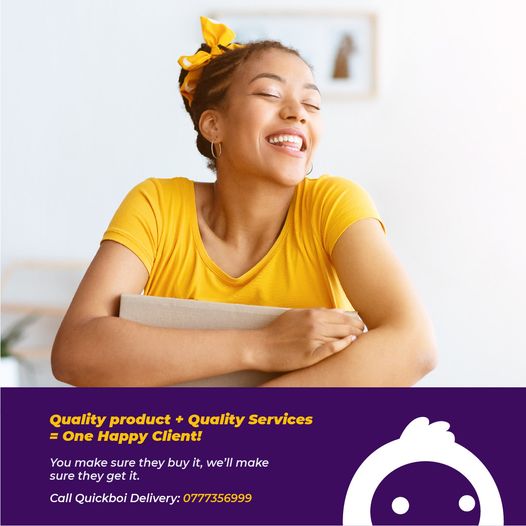 Quality product + Quality Services
= One Happy Client!
You make sure they buy it, we'll make
sure they get it.
Call Quickboi Delivery: 0777356999